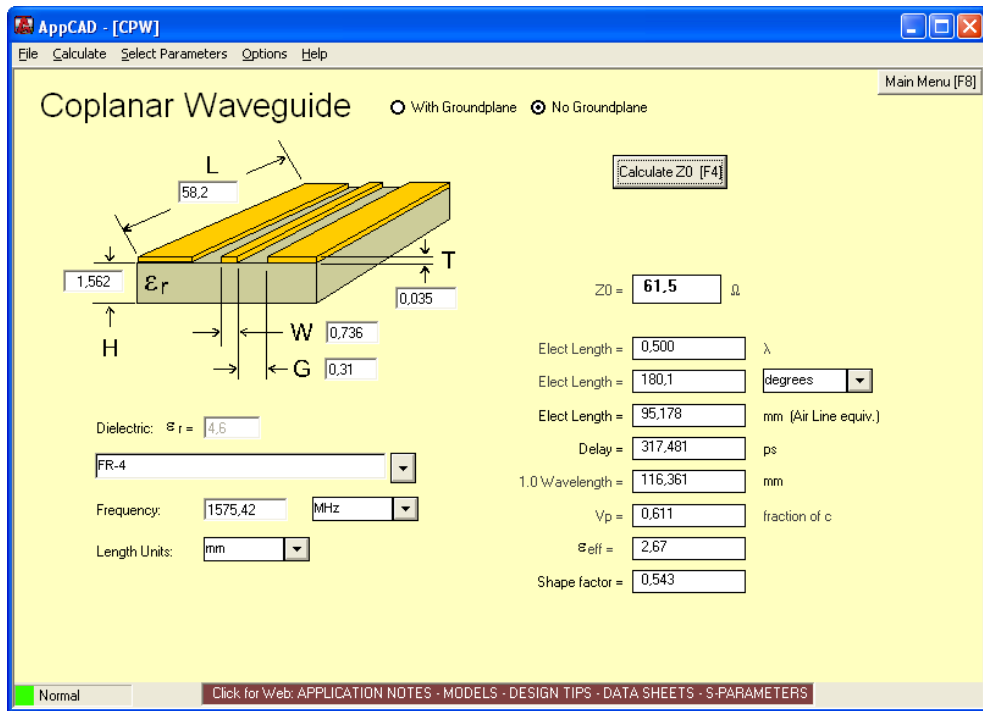 AppCAD - [CPW]
File Calculate Select Parameters Options Help
Main Menu [F8]
Coplanar Waveguide
With Groundplane No Groundplane
L
58,2
Calculate Z0 [F4]
1,562
εr
T
0,035
H
W 0,736
G 0,31
Z0 = 61,5 Ω
Elect Length = 0,500 λ
Elect Length = 180,1 degrees
Elect Length = 95,178 mm (Air Line equiv.)
Delay = 317,481 ps
1.0 Wavelength = 116,361 mm
Vp = 0,611 fraction of c
εeff = 2,67
Shape factor = 0,543
Dielectric: εr = 4,6
FR-4
Frequency: 1575,42 MHz
Length Units: mm
Normal
Click for Web: APPLICATION NOTES - MODELS - DESIGN TIPS - DATA SHEETS - S-PARAMETERS